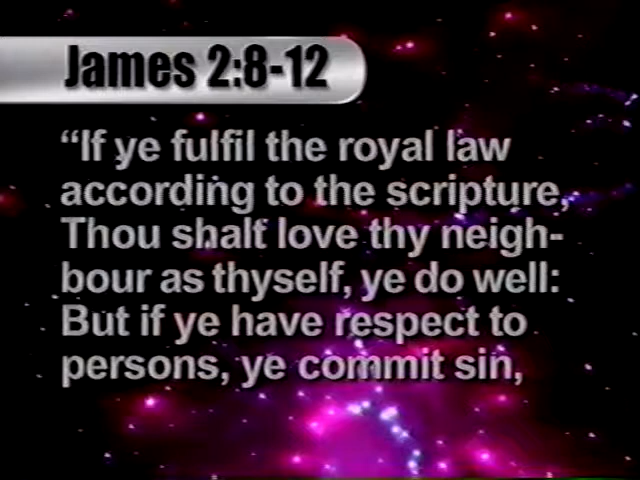 James 2:8-12
“If ye fulfil the royal law
according to the scripture,
Thou shalt love thy neigh-
bour as thyself, ye do well:
But if ye have respect to
persons, ye commit sin,